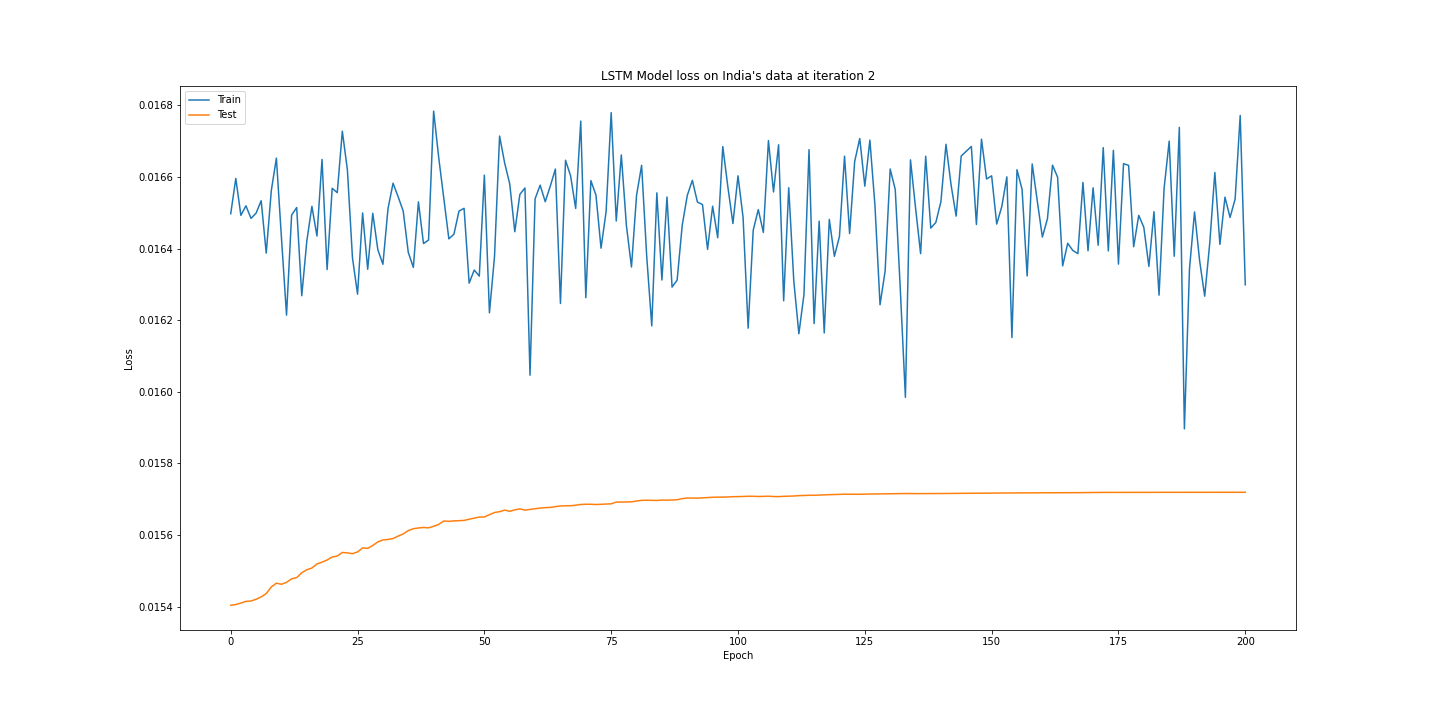 LSTM Model loss on India's data at iteration 2
Train
Test
0.0168
0.0166
0.0164
0.0162
0.0160
0.0158
0.0156
0.0154
Loss
0 25 50 75 100 125 150 175 200
Epoch